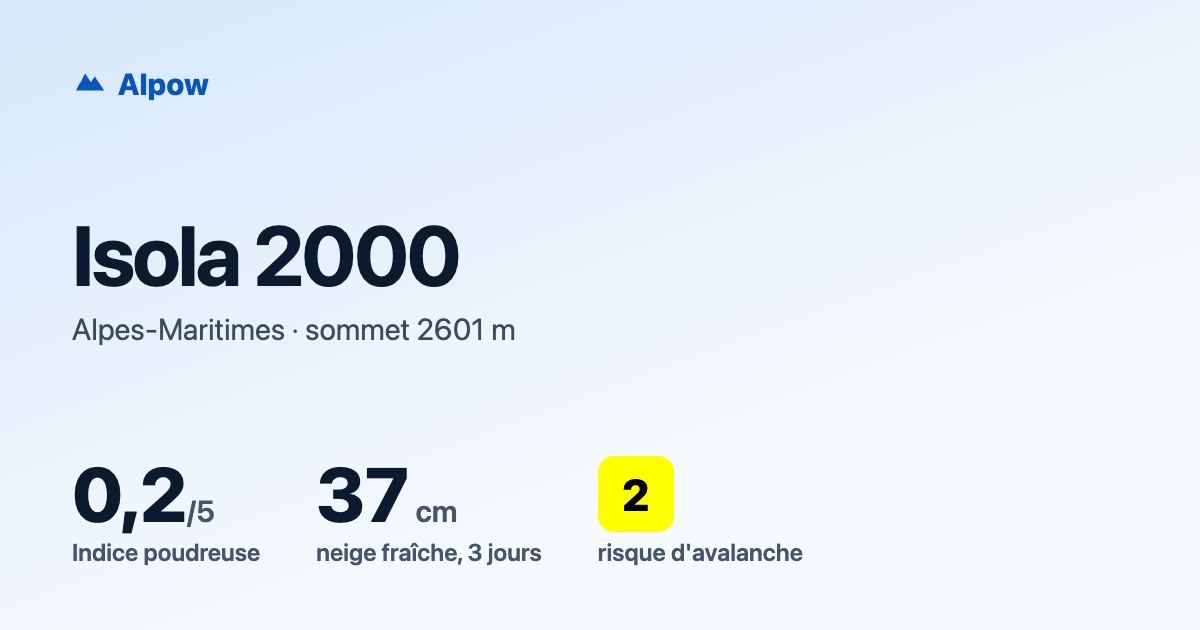 Alpow
Isola 2000
Alpes-Maritimes · sommet 2601 m
0,2/5
Indice poudreuse
37 cm
neige fraîche, 3 jours
2
risque d'avalanche